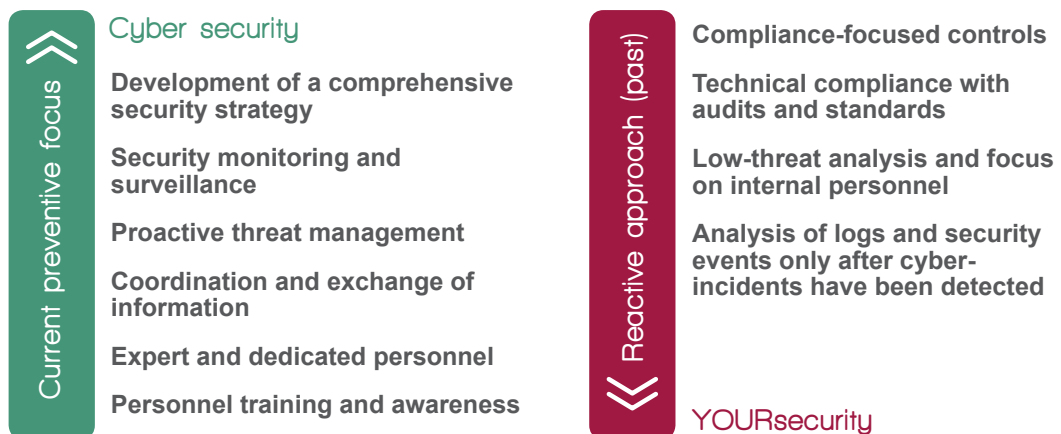 Current preventive focus
Cyber security
Development of a comprehensive
security strategy
Security monitoring and
surveillance
Proactive threat management
Coordination and exchange of
information
Expert and dedicated personnel
Personnel training and awareness
Reactive approach (past)
Compliance-focused controls
Technical compliance with
audits and standards
Low-threat analysis and focus
on internal personnel
Analysis of logs and security
events only after cyber-
incidents have been detected
YOURsecurity